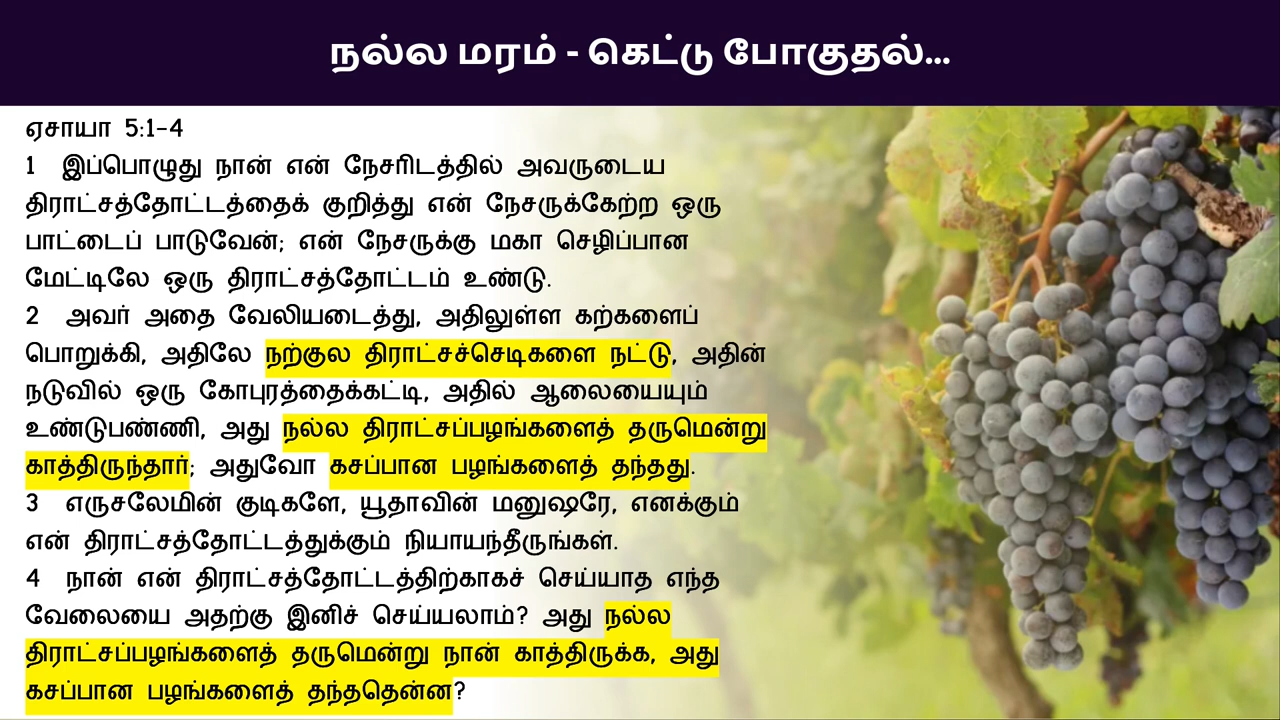 நல்ல மரம் - கெட்டு போகுதல்...
ஏசாயா 5:1-4
1 இப்பொழுது நான் என் நேசரிடத்தில் அவருடைய
திராட்சத்தோட்டத்தைக் குறித்து என் நேசருக்கேற்ற ஒரு
பாட்டைப் பாடுவேன்; என் நேசருக்கு மகா செழிப்பான
மேட்டிலே ஒரு திராட்சத்தோட்டம் உண்டு.
2 அவர் அதை வேலியடைத்து, அதிலுள்ள கற்களைப்
பொறுக்கி, அதிலே நற்குல திராட்சச்செடிகளை நட்டு, அதின்
நடுவில் ஒரு கோபுரத்தைக்கட்டி, அதில் ஆலையையும்
உண்டுபண்ணி, அது நல்ல திராட்சப்பழங்களைத் தருமென்று
காத்திருந்தார்; அதுவோ கசப்பான பழங்களைத் தந்தது.
3 எருசலேமின் குடிகளே, யூதாவின் மனுஷரே, எனக்கும்
என் திராட்சத்தோட்டத்துக்கும் நியாயந்தீருங்கள்.
4 நான் என் திராட்சத்தோட்டத்திற்காகச் செய்யாத எந்த
வேலையை அதற்கு இனிச் செய்யலாம்? அது நல்ல
திராட்சப்பழங்களைத் தருமென்று நான் காத்திருக்க, அது
கசப்பான பழங்களைத் தந்ததென்ன?